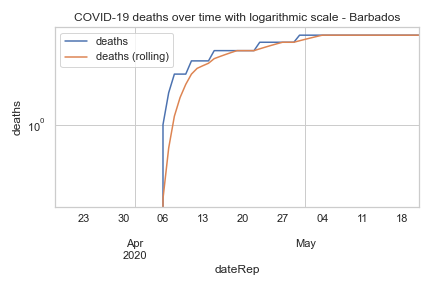 COVID-19 deaths over time with logarithmic scale - Barbados
deaths
deaths (rolling)
deaths
10⁰
23 30 06 13 20 27 04 11 18
Apr May
2020
dateRep